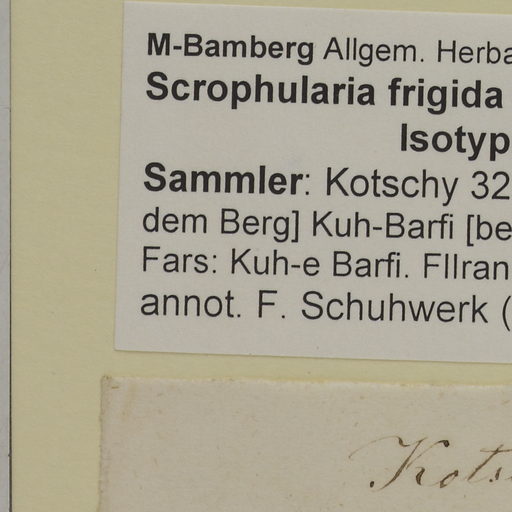 M-Bamberg Allgem. Herba
Scrophularia frigida
Isotyp
Sammler: Kotschy 32
dem Berg] Kuh-Barfi [be
Fars: Kuh-e Barfi. FlIran
annot. F. Schuhwerk (
Kots